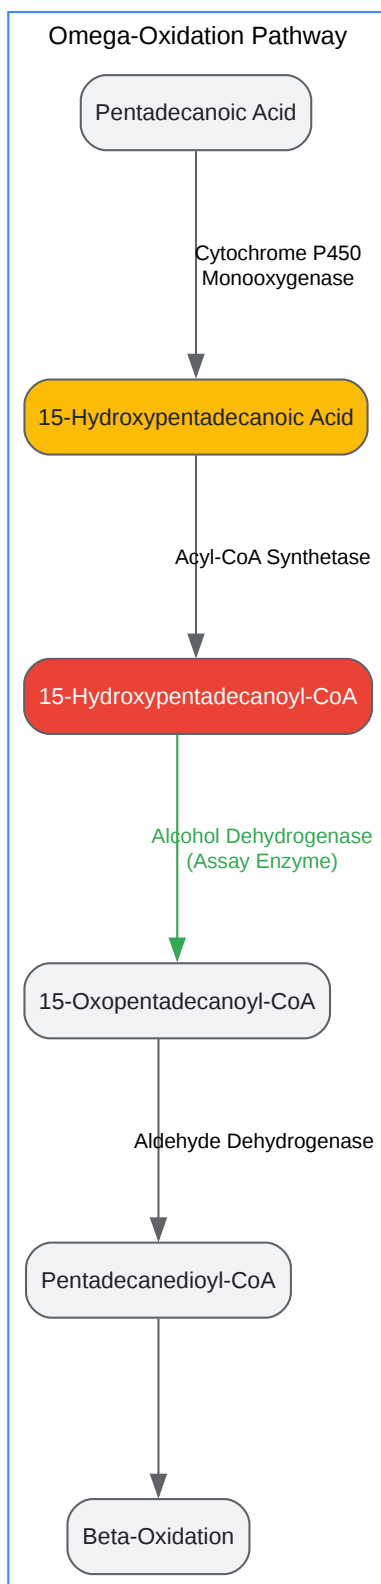 Omega-Oxidation Pathway
Pentadecanoic Acid
Cytochrome P450
Monooxygenase
15-Hydroxypentadecanoic Acid
Acyl-CoA Synthetase
15-Hydroxypentadecanoyl-CoA
Alcohol Dehydrogenase
(Assay Enzyme)
15-Oxopentadecanoyl-CoA
Aldehyde Dehydrogenase
Pentadecanedioyl-CoA
Beta-Oxidation